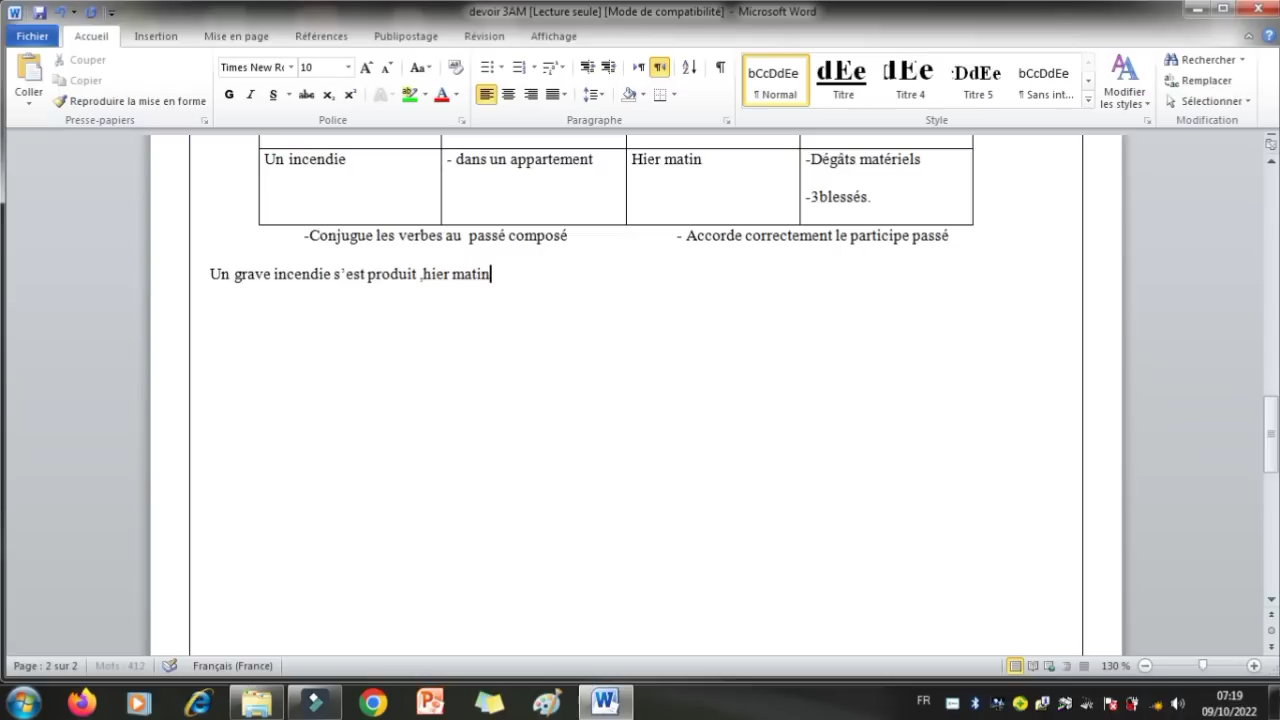 devoir 3AM [Lecture seule] [Mode de compatibilité] - Microsoft Word
Fichier Accueil Insertion Mise en page Références Publipostage Révision Affichage
Coller
Couper
Copier
Reproduire la mise en forme
Presse-papiers
Times New Ro 10
G I S abc x₂ x²
Police
Paragraphe
bCcDdEe dEe dEe DdEe bCcDdEe
¶ Normal Titre Titre 4 Titre 5 ¶ Sans int...
Style
Modifier les styles
Rechercher
Remplacer
Sélectionner
Modification
Un incendie - dans un appartement Hier matin -Dégâts matériels
-3blessés.
-Conjugue les verbes au passé composé - Accorde correctement le participe passé
Un grave incendie s'est produit ,hier matin
Page : 2 sur 2 Mots : 412 Français (France) 130 %
FR 07:19
09/10/2022